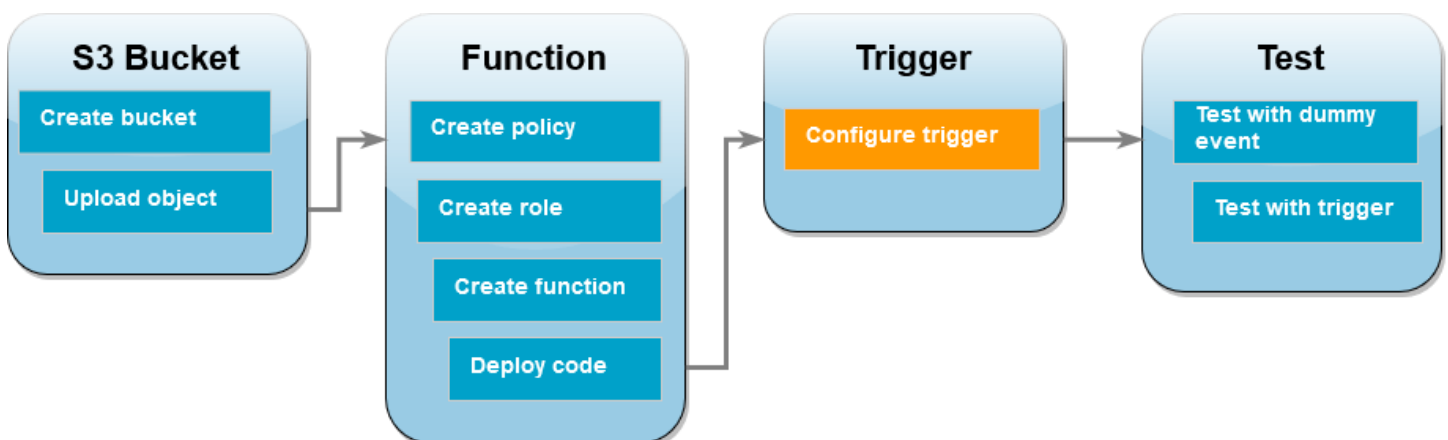 S3 Bucket
Create bucket
Upload object
Function
Create policy
Create role
Create function
Deploy code
Trigger
Configure trigger
Test
Test with dummy
event
Test with trigger